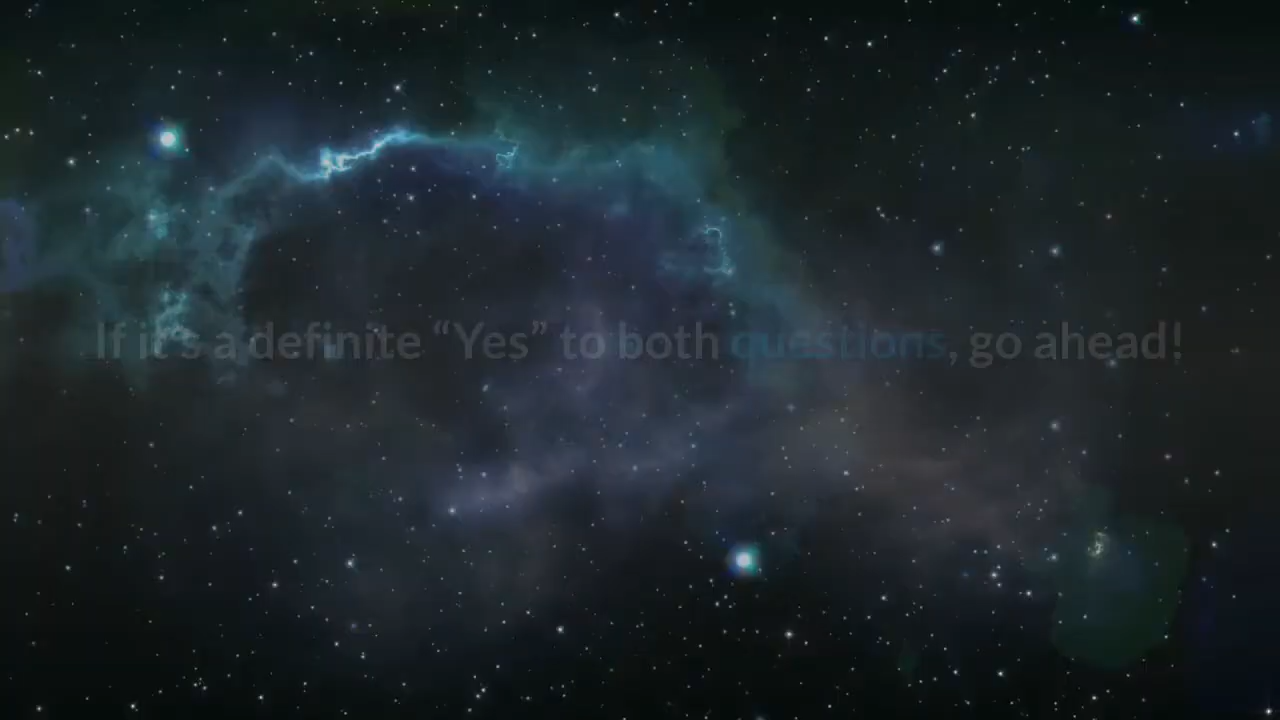 If it's a definite “Yes” to both questions, go ahead!